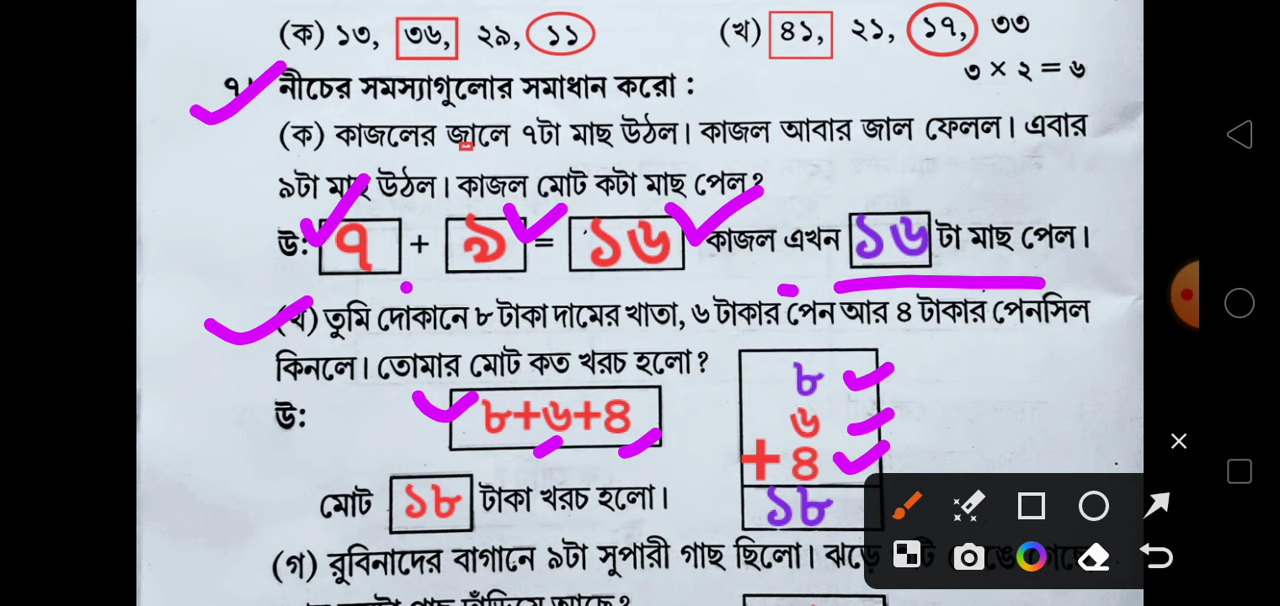 (ক) ১৩, ৩৬, ২৯, ১১ (খ) ৪১, ২১, ১৭, ৩৩
৩ × ২ = ৬
৭। নীচের সমস্যাগুলোর সমাধান করো :
(ক) কাজলের জালে ৭টা মাছ উঠল। কাজল আবার জাল ফেলল। এবার
৯টা মাছ উঠল। কাজল মোট কটা মাছ পেল?
উ: ৭ + ৯ = ১৬ কাজল এখন ১৬ টা মাছ পেল।
(খ) তুমি দোকানে ৮ টাকা দামের খাতা, ৬ টাকার পেন আর ৪ টাকার পেনসিল
কিনলে। তোমার মোট কত খরচ হলো?
উ: ৮+৬+৪
মোট ১৮ টাকা খরচ হলো।
৮
৬
+ ৪
১৮
(গ) রুবিনাদের বাগানে ৯টা সুপারী গাছ ছিলো। ঝড়ে